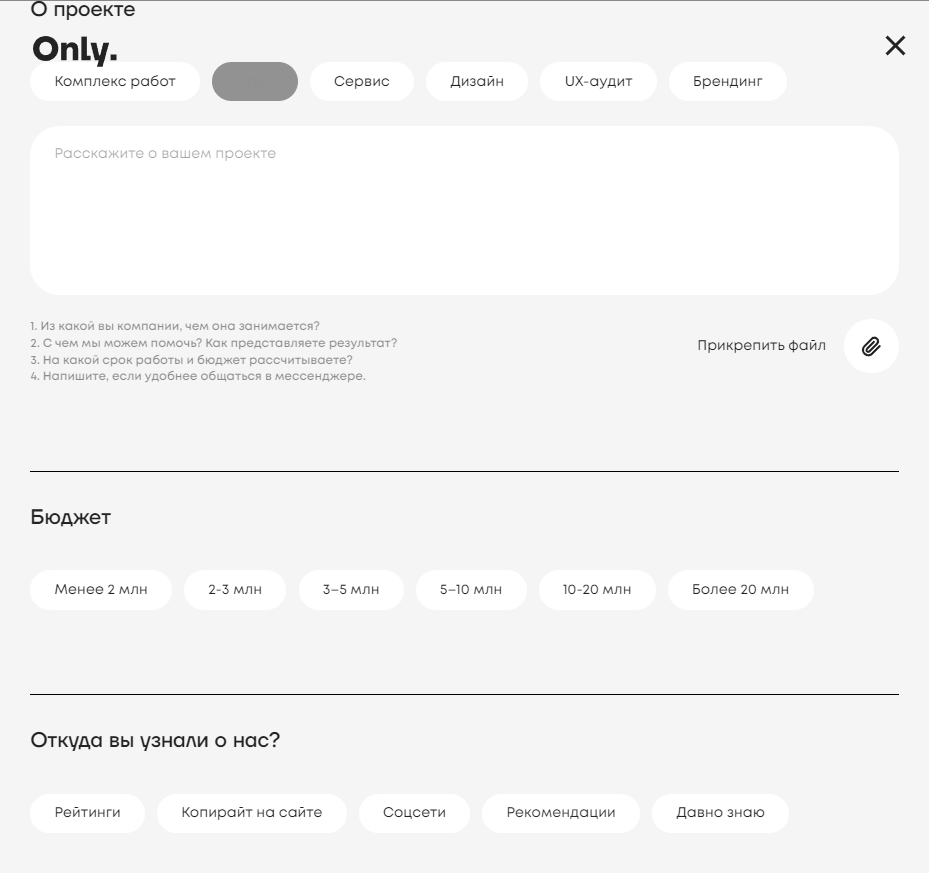 О проекте
Only.
Комплекс работ Сервис Дизайн UX-аудит Брендинг
Расскажите о вашем проекте
1. Из какой вы компании, чем она занимается?
2. С чем мы можем помочь? Как представляете результат?
3. На какой срок работы и бюджет рассчитываете?
4. Напишите, если удобнее общаться в мессенджере.
Прикрепить файл
Бюджет
Менее 2 млн 2-3 млн 3–5 млн 5–10 млн 10-20 млн Более 20 млн
Откуда вы узнали о нас?
Рейтинги Копирайт на сайте Соцсети Рекомендации Давно знаю